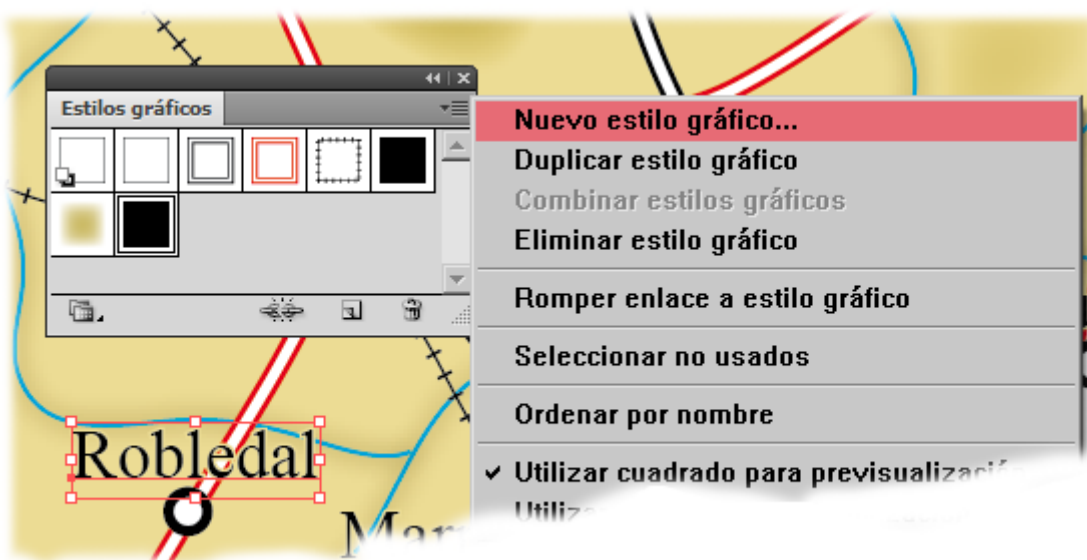 Estilos gráficos
Nuevo estilo gráfico...
Duplicar estilo gráfico
Combinar estilos gráficos
Eliminar estilo gráfico
Romper enlace a estilo gráfico
Seleccionar no usados
Ordenar por nombre
Utilizar cuadrado para previsualización
Robledal